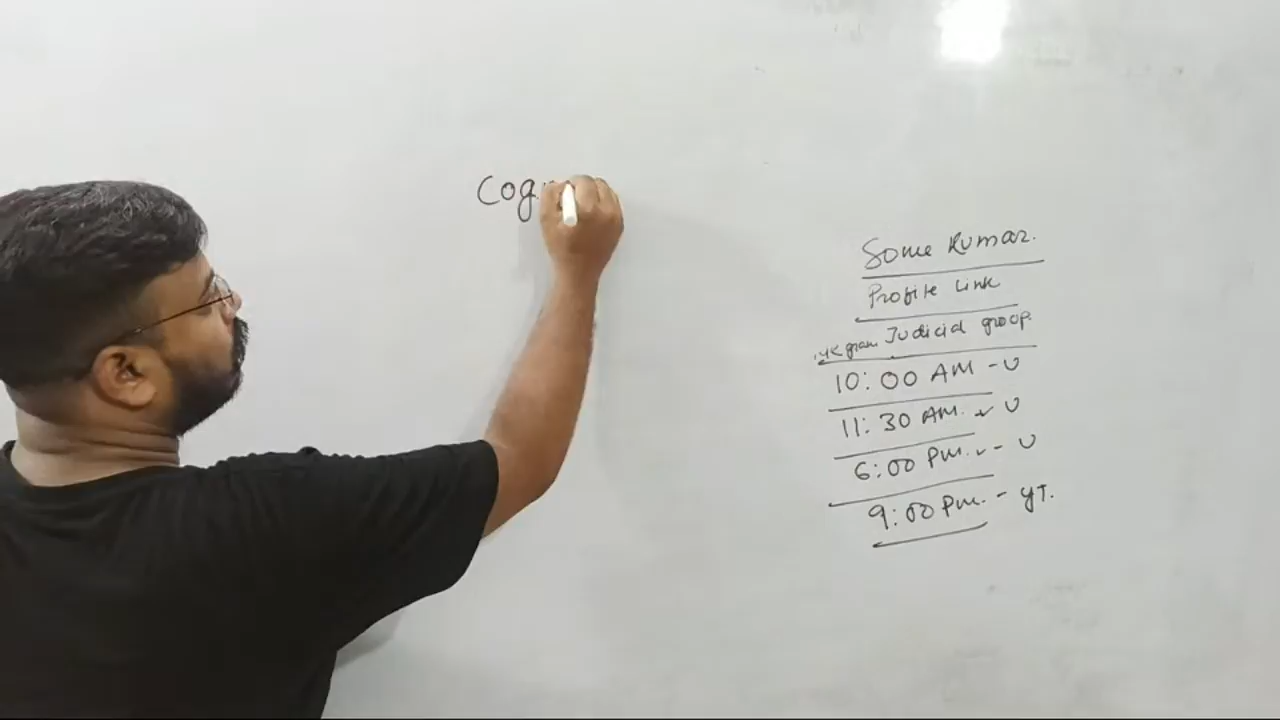 Cog
Some Kumar.
Profile Link
Judicial group.
10:00 AM - U
11:30 AM. U
6:00 PM. - U
9:00 PM. - YT.